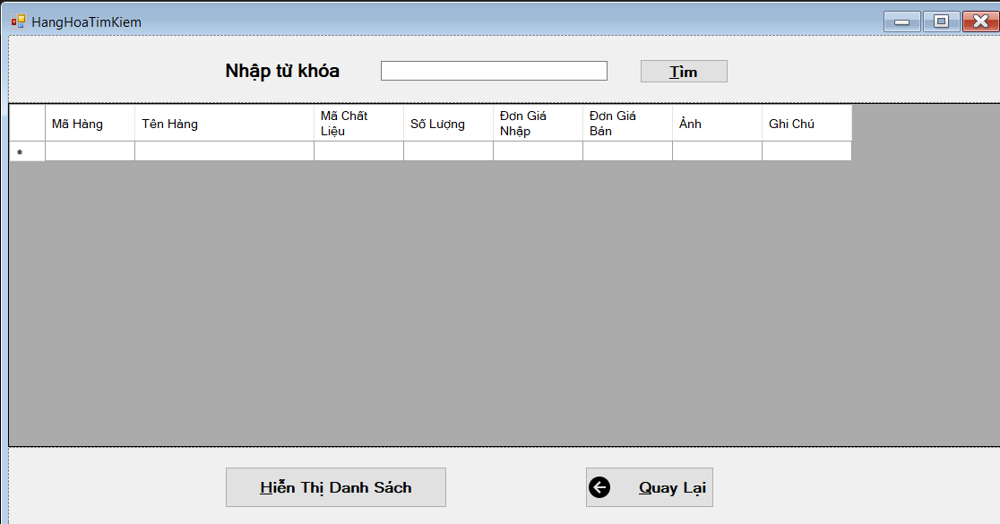 HangHoaTimKiem
Nhập từ khóa
Tìm
Mã Hàng
Tên Hàng
Mã Chất
Liệu
Số Lượng
Đơn Giá
Nhập
Đơn Giá
Bán
Ảnh
Ghi Chú
Hiễn Thị Danh Sách
Quay Lại